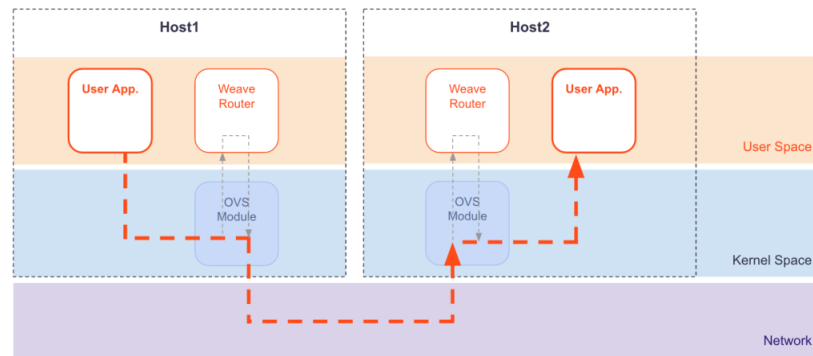 Host1
Host2
User App.
Weave
Router
Weave
Router
User App.
User Space
OVS
Module
OVS
Module
Kernel Space
Network